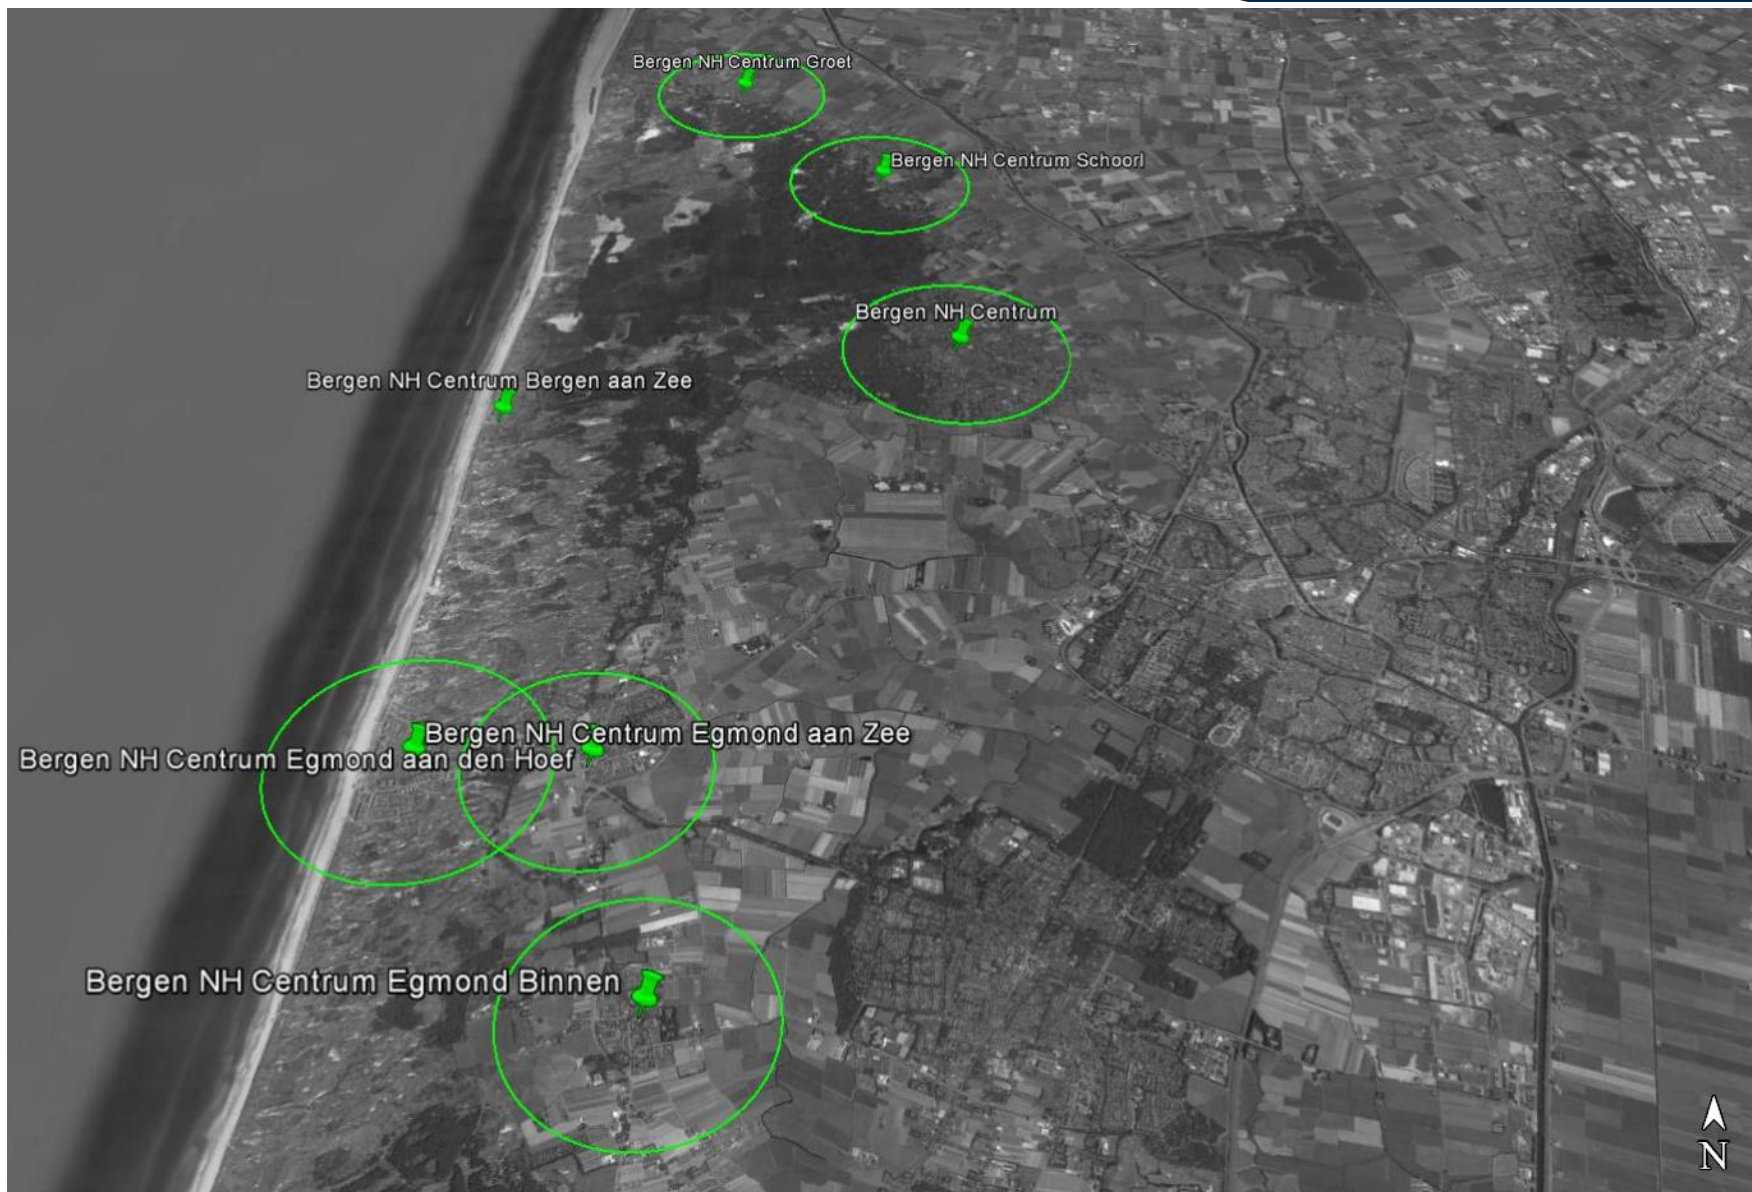 Bergen NH Centrum Groet
Bergen NH Centrum Schoorl
Bergen NH Centrum
Bergen NH Centrum Bergen aan Zee
Bergen NH Centrum Egmond aan Zee
Bergen NH Centrum Egmond aan den Hoef
Bergen NH Centrum Egmond Binnen
N